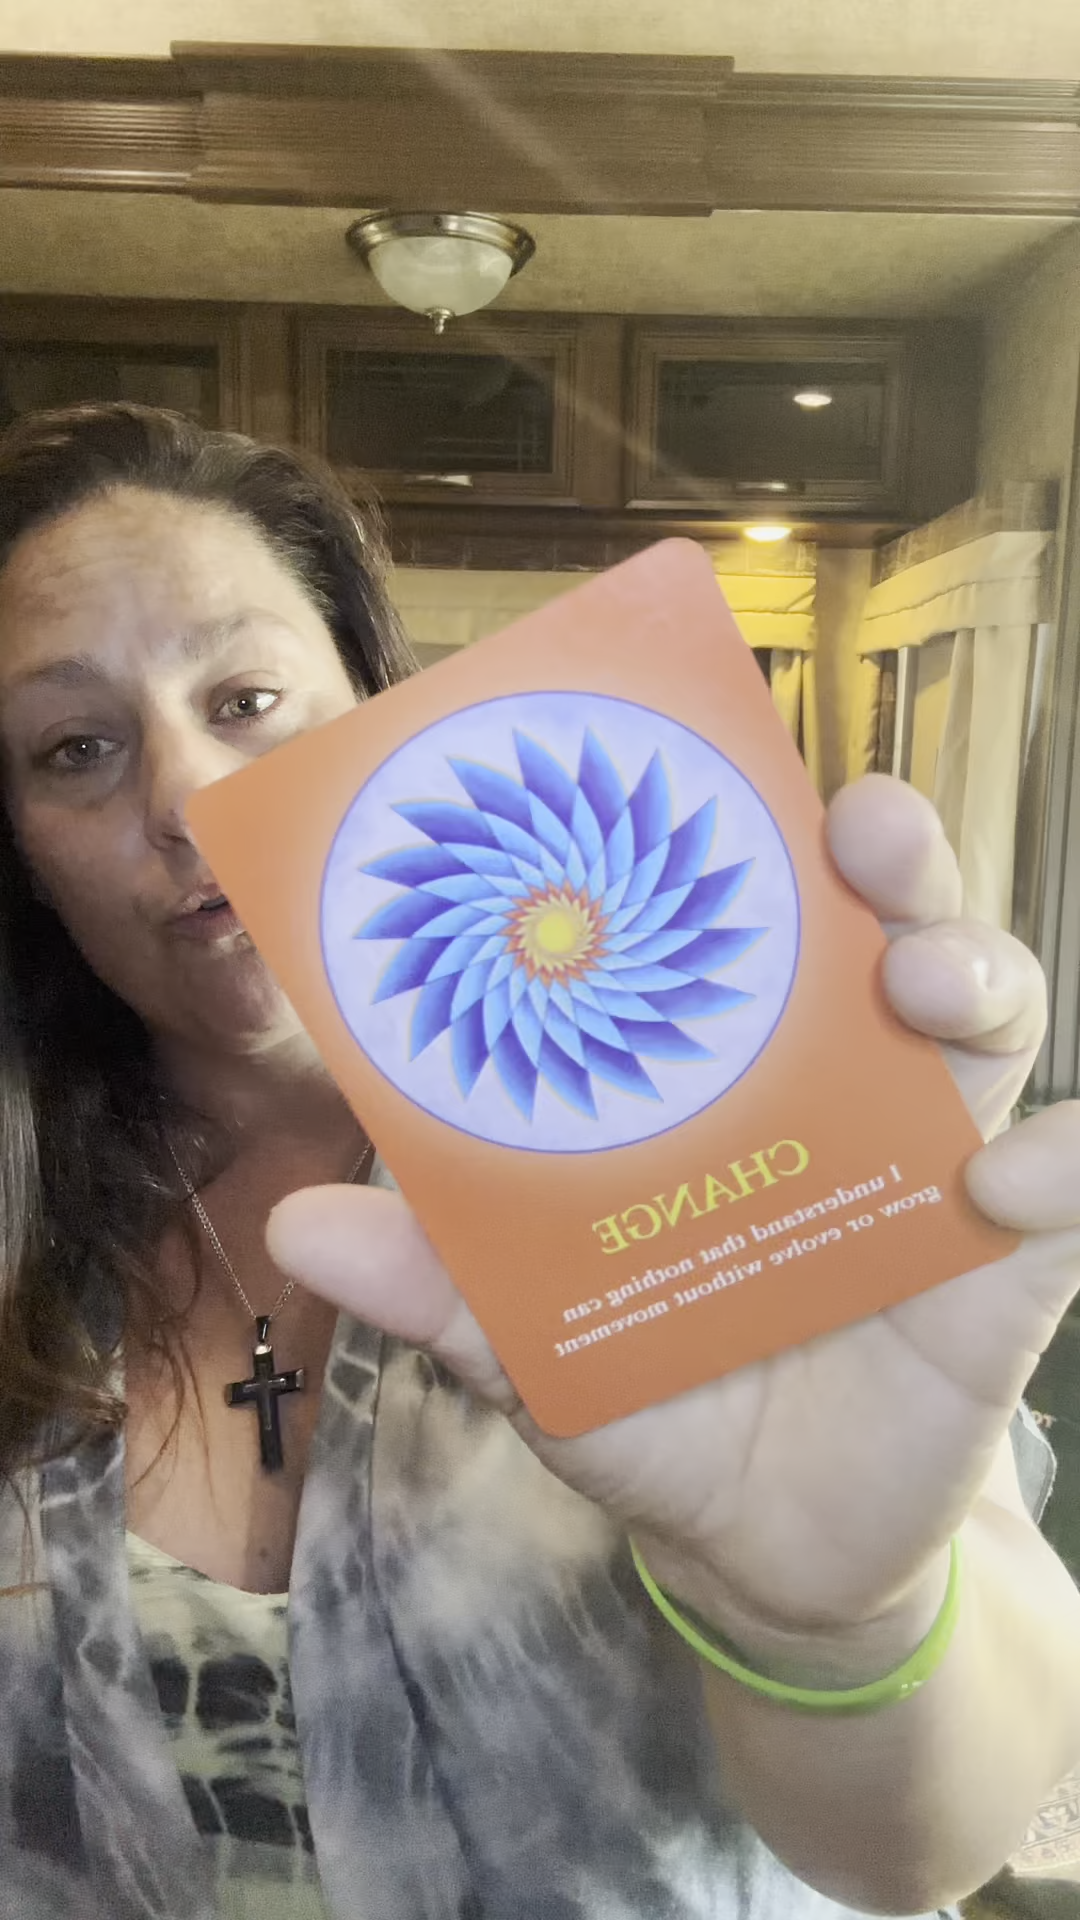 CHANGE
I understand that nothing can
grow or evolve without movement